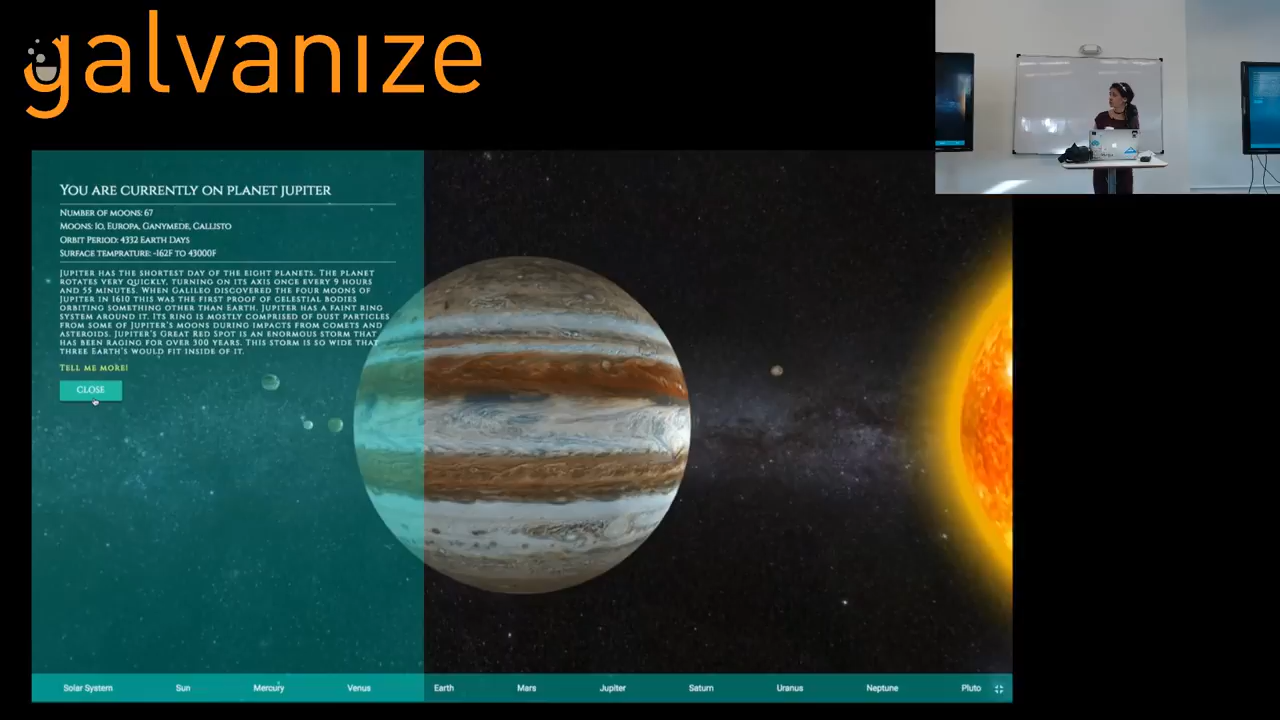 galvanize
You are currently on planet Jupiter
Number of moons: 67
Moons: Io, Europa, Ganymede, Callisto
Orbit Period: 4332 Earth Days
Surface Temprature: -162F to 43000F
Jupiter has the shortest day of the eight planets. The planet
rotates very quickly, turning on its axis once every 9 hours
and 55 minutes. When Galileo discovered the four moons of
Jupiter in 1610 this was the first proof of celestial bodies
orbiting something other than Earth. Jupiter has a faint ring
system around it. Its ring is mostly comprised of dust particles
from some of Jupiter's moons during impacts from comets and
asteroids. Jupiter's Great Red Spot is an enormous storm that
has been raging for over 300 years. This storm is so wide that
three Earth's would fit inside of it.
Tell me more!
CLOSE
Solar System Sun Mercury Venus Earth Mars Jupiter Saturn Uranus Neptune Pluto